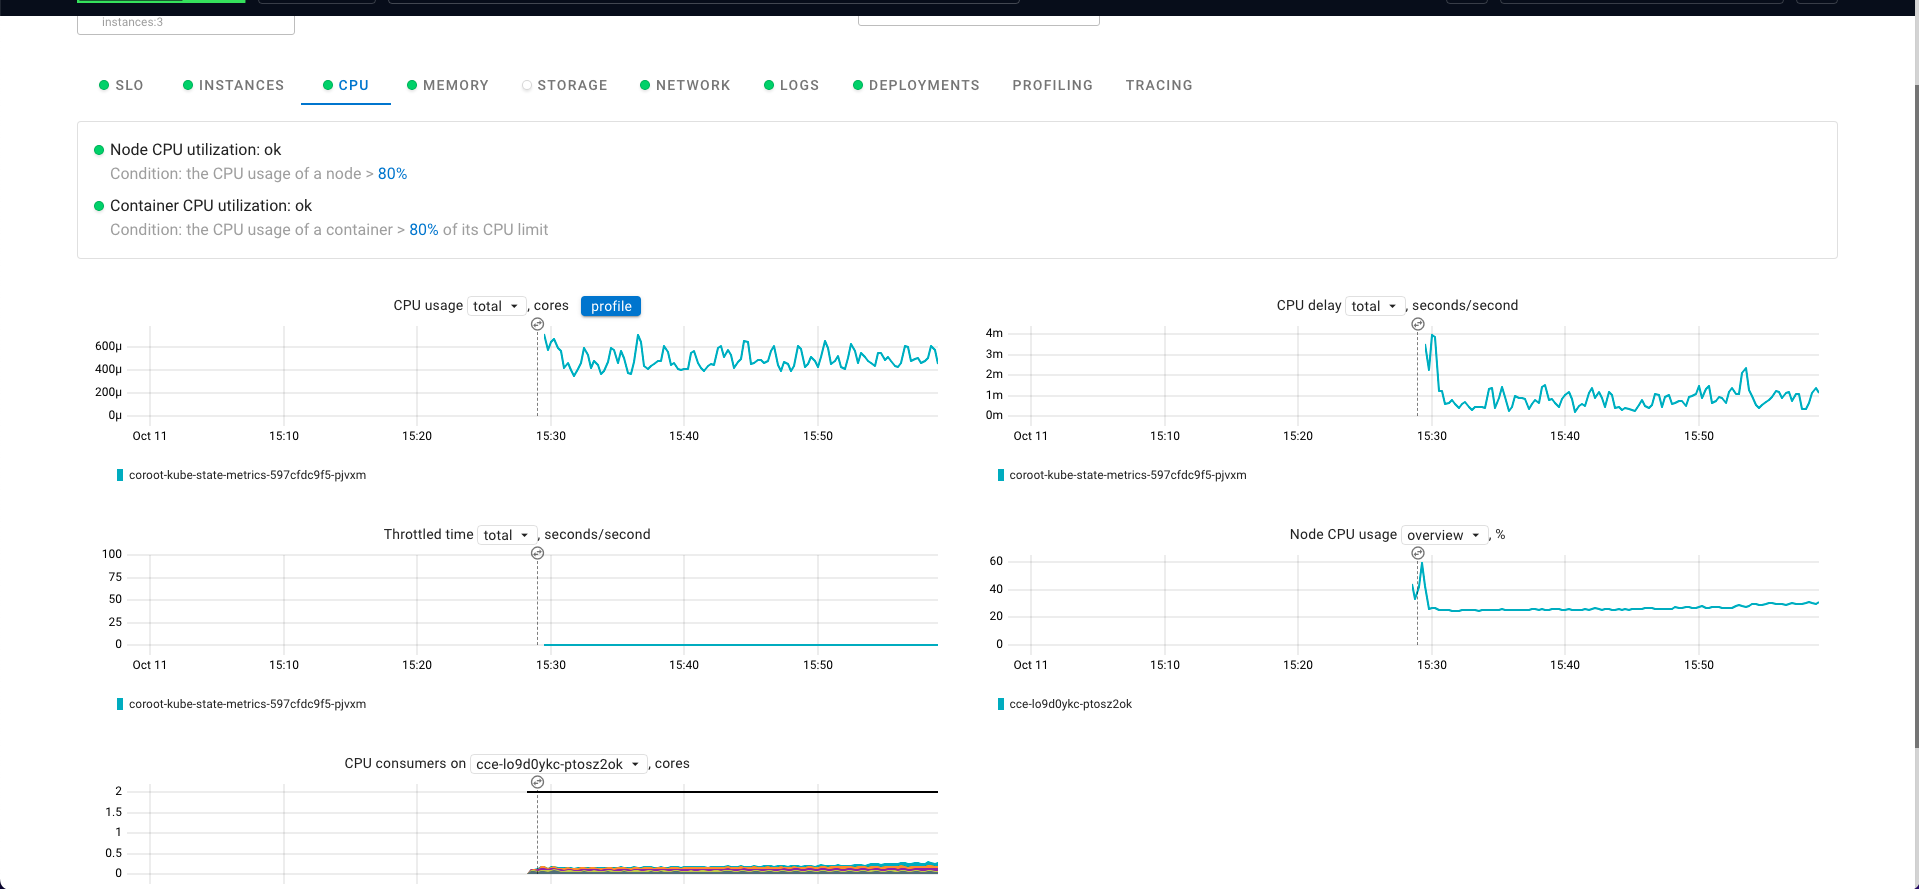 instances:3
SLO INSTANCES CPU MEMORY STORAGE NETWORK LOGS DEPLOYMENTS PROFILING TRACING
Node CPU utilization: ok
Condition: the CPU usage of a node > 80%
Container CPU utilization: ok
Condition: the CPU usage of a container > 80% of its CPU limit
CPU usage total , cores profile
600μ
400μ
200μ
0μ
Oct 11 15:10 15:20 15:30 15:40 15:50
coroot-kube-state-metrics-597cfdc9f5-pjvxm
CPU delay total , seconds/second
4m
3m
2m
1m
0m
Oct 11 15:10 15:20 15:30 15:40 15:50
coroot-kube-state-metrics-597cfdc9f5-pjvxm
Throttled time total , seconds/second
100
75
50
25
0
Oct 11 15:10 15:20 15:30 15:40 15:50
coroot-kube-state-metrics-597cfdc9f5-pjvxm
Node CPU usage overview , %
60
40
20
0
Oct 11 15:10 15:20 15:30 15:40 15:50
cce-lo9d0ykc-ptosz2ok
CPU consumers on cce-lo9d0ykc-ptosz2ok , cores
2
1.5
1
0.5
0